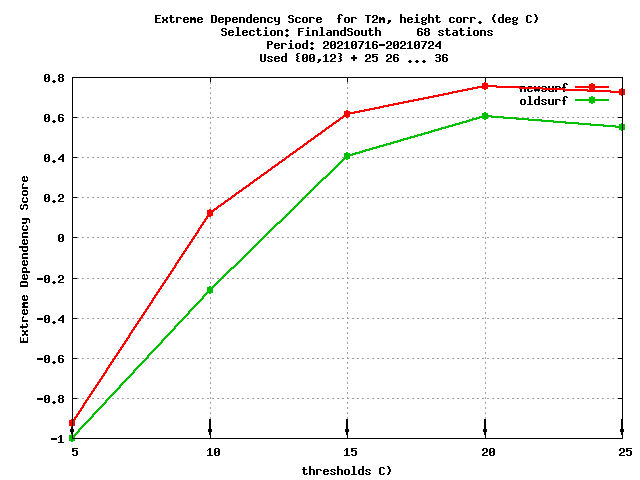 Extreme Dependency Score  for T2m, height corr. (deg C)
Selection: FinlandSouth     68 stations
Period: 20210716-20210724
Used {00,12} + 25 26 ... 36
newsurf
oldsurf
0.8
0.6
0.4
0.2
0
-0.2
-0.4
-0.6
-0.8
-1
Extreme Dependency Score
5 10 15 20 25
thresholds C)